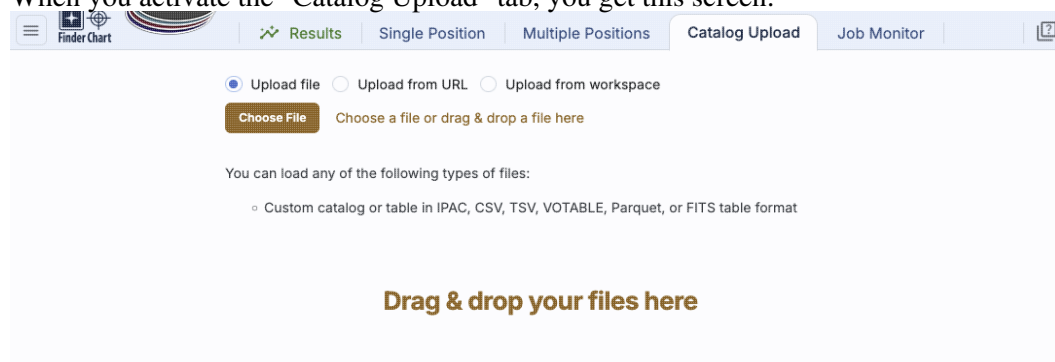 When you activate the "Catalog Upload" tab, you get this screen:
Finder Chart Results Single Position Multiple Positions Catalog Upload Job Monitor ?
Upload file Upload from URL Upload from workspace
Choose File Choose a file or drag & drop a file here
You can load any of the following types of files:
Custom catalog or table in IPAC, CSV, TSV, VOTABLE, Parquet, or FITS table format
Drag & drop your files here